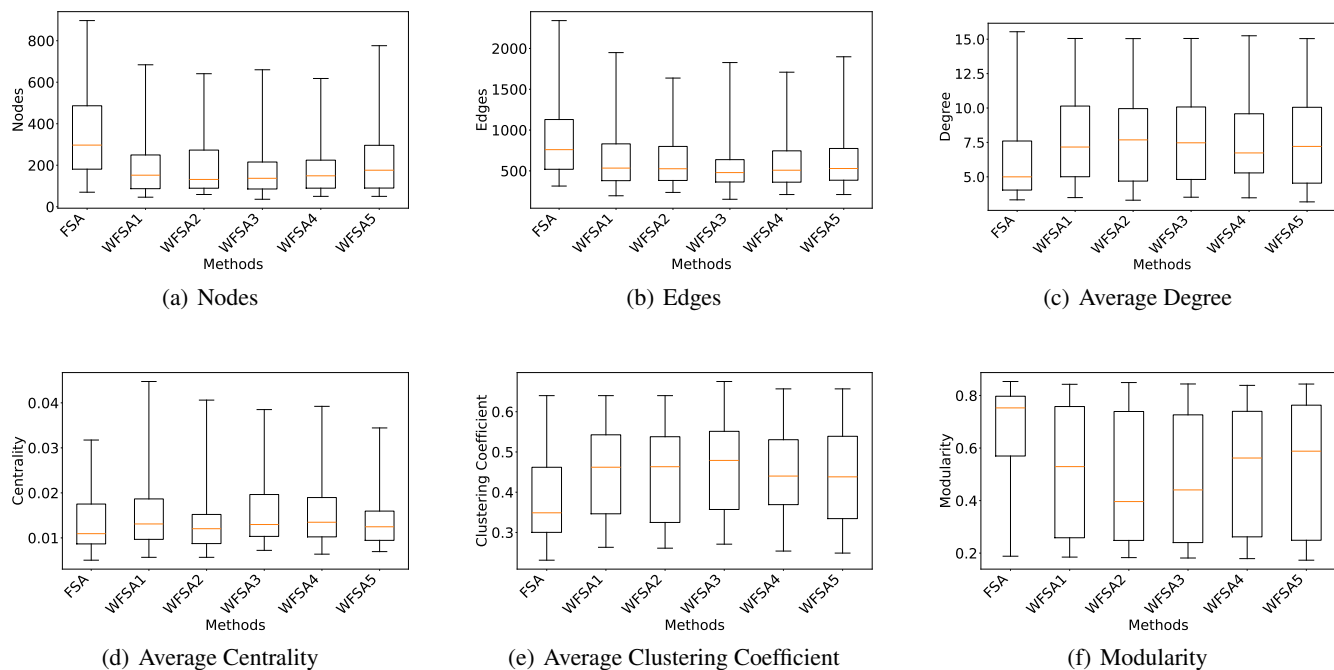 800
600
400
200
0
Nodes
FSA
WFSA1
WFSA2
WFSA3
WFSA4
WFSA5
Methods
(a) Nodes
2000
1500
1000
500
Edges
FSA
WFSA1
WFSA2
WFSA3
WFSA4
WFSA5
Methods
(b) Edges
15.0
12.5
10.0
7.5
5.0
Degree
FSA
WFSA1
WFSA2
WFSA3
WFSA4
WFSA5
Methods
(c) Average Degree
0.04
0.03
0.02
0.01
Centrality
FSA
WFSA1
WFSA2
WFSA3
WFSA4
WFSA5
Methods
(d) Average Centrality
0.6
0.5
0.4
0.3
Clustering Coefficient
FSA
WFSA1
WFSA2
WFSA3
WFSA4
WFSA5
Methods
(e) Average Clustering Coefficient
0.8
0.6
0.4
0.2
Modularity
FSA
WFSA1
WFSA2
WFSA3
WFSA4
WFSA5
Methods
(f) Modularity